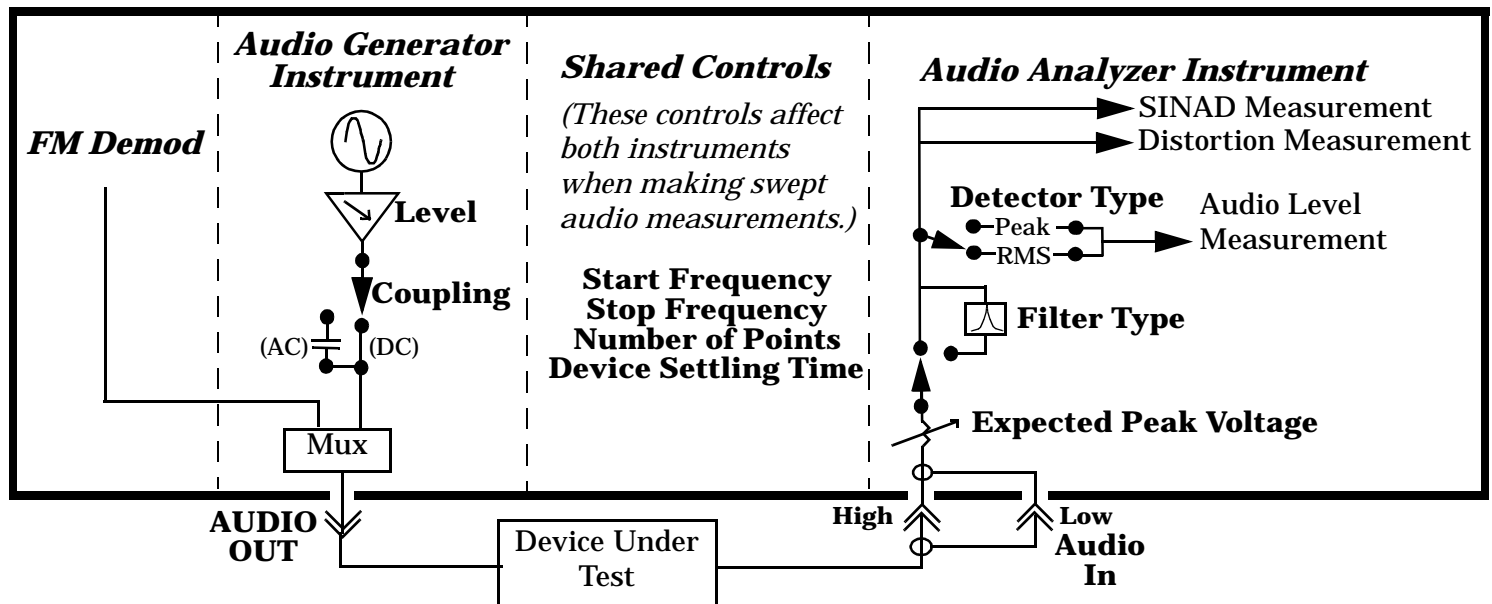 FM Demod
Audio Generator
Instrument
Level
Coupling
(AC)
(DC)
Mux
AUDIO
OUT
Shared Controls
(These controls affect
both instruments
when making swept
audio measurements.)
Start Frequency
Stop Frequency
Number of Points
Device Settling Time
Audio Analyzer Instrument
SINAD Measurement
Distortion Measurement
Detector Type
Peak
RMS
Audio Level
Measurement
Filter Type
Expected Peak Voltage
High
Low
Audio
In
Device Under
Test